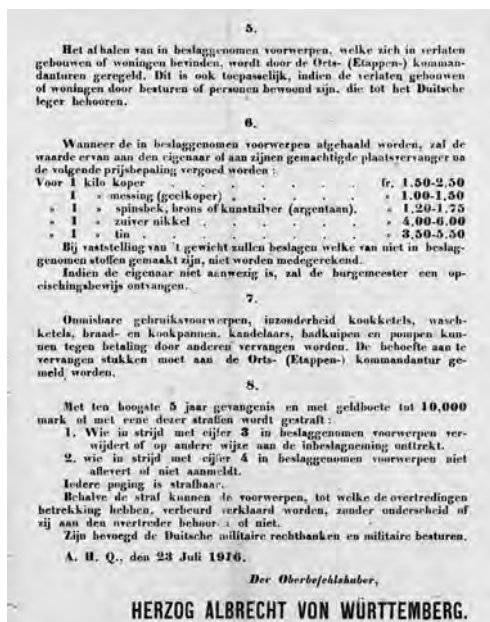 5.
Het afhalen van in beslaggenomen voorwerpen, welke zich in verlaten
gebouwen of woningen bevinden, wordt door de Orts- (Etappen-) komman-
danturen geregeld. Dit is ook toepasselijk, indien de verlaten gebouwen
of woningen door besturen of personen bewoond zijn, die tot het Duitsche
leger behooren.
6.
Wanneer de in beslaggenomen voorwerpen afgehaald worden, zal de
waarde ervan aan den eigenaar of aan zijnen gemachtigde plaatsvervanger na
de volgende prijsbepaling vergoed worden :
Voor 1 kilo koper . . . . . . . fr. 1.50-2.50
" 1 " messing (geelkoper) . . . . . " 1.00-1.50
" 1 " spinsbek, brons of kunstzilver (argentaan). " 1,20-1.75
" 1 " zuiver nikkel . . . . . . " 4,00-6.00
" 1 " tin . . . . . . . . " 3,50-5.50
Bij vaststelling van 't gewicht zullen beslagen welke van niet in beslag-
genomen stoffen gemaakt zijn, niet worden medegerekend.
Indien de eigenaar niet aanwezig is, zal de burgemeester een op-
eischingsbewijs ontvangen.
7.
Onmisbare gebruiksvoorwerpen, inzonderheid kookketels, wasch-
ketels, braad- en kookpannen, kandelaars, badkuipen en pompen kun-
nen tegen betaling door anderen vervangen worden. De behoefte aan te
vervangen stukken moet aan de Orts- (Etappen-) kommandantur ge-
meld worden.
8.
Met ten hoogste 5 jaar gevangenis en met geldboete tot 10,000
mark of met eene dezer straffen wordt gestraft :
1. Wie in strijd met cijfer 3 in beslaggenomen voorwerpen ver-
wijdert of op andere wijze aan de inbeslagneming onttrekt.
2. wie in strijd met cijfer 4 in beslaggenomen voorwerpen niet
aflevert of niet aanmeldt.
Iedere poging is strafbaar.
Behalve de straf kunnen de voorwerpen, tot welke de overtredingen
betrekking hebben, verbeurd verklaard worden, zonder onderscheid of
zij aan den overtreder behooren of niet.
Zijn bevoegd de Duitsche militaire rechtbanken en militaire besturen.
A. H. Q., den 23 Juli 1916.
Der Oberbefehlshaber,
HERZOG ALBRECHT VON WÜRTTEMBERG.